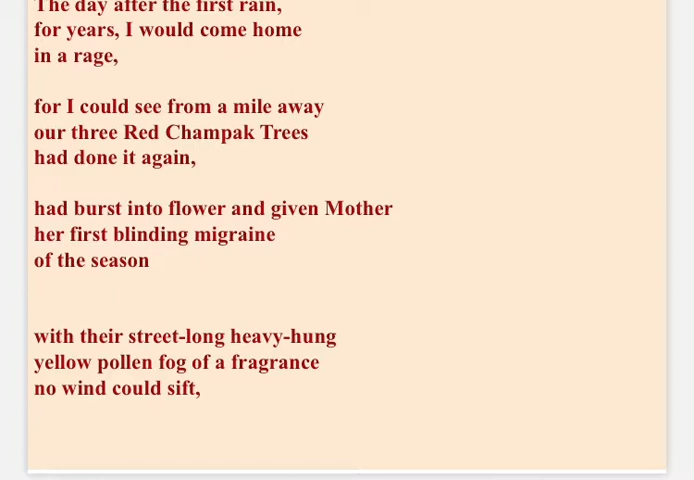 The day after the first rain,
for years, I would come home
in a rage,
for I could see from a mile away
our three Red Champak Trees
had done it again,
had burst into flower and given Mother
her first blinding migraine
of the season
with their street-long heavy-hung
yellow pollen fog of a fragrance
no wind could sift,